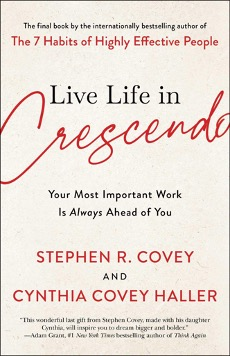 The final book by the internationally bestselling author of
The 7 Habits of Highly Effective People
Live Life in
Crescendo
Your Most Important Work
Is Always Ahead of You
STEPHEN R. COVEY
AND
CYNTHIA COVEY HALLER
"This wonderful last gift from Stephen Covey, made with his daughter
Cynthia, will inspire you to dream bigger and bolder."
—Adam Grant, #1 New York Times bestselling author of Think Again